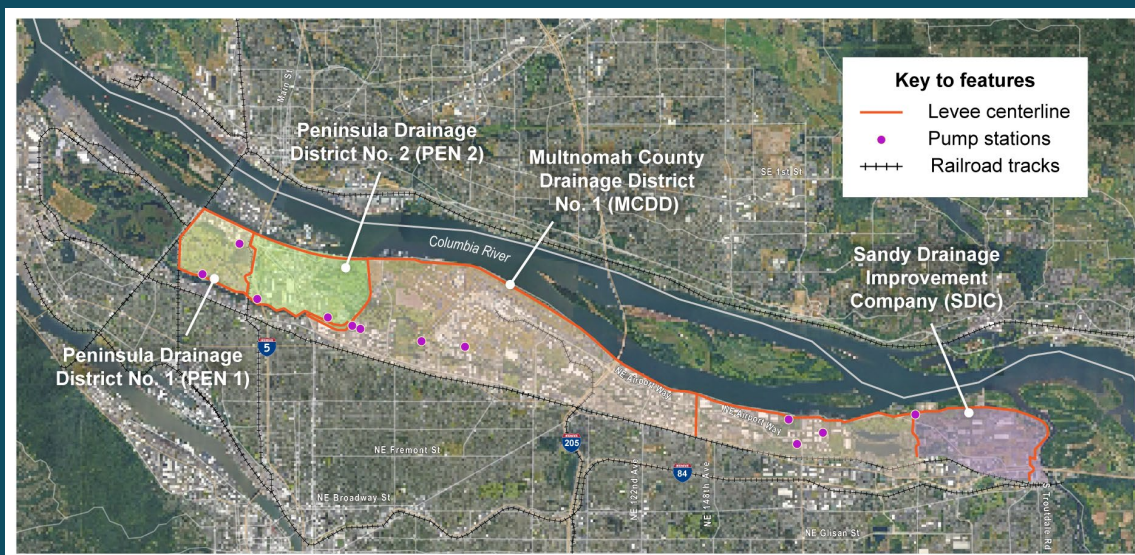 Key to features
Levee centerline
Pump stations
Railroad tracks
Main St
Peninsula Drainage
District No. 2 (PEN 2)
Multnomah County
Drainage District
No. 1 (MCDD)
SE 1st St
Columbia River
Sandy Drainage
Improvement
Company (SDIC)
Peninsula Drainage
District No. 1 (PEN 1)
5
NE Airport Way
NE Airport Way
205
84
NE Fremont St
NE Broadway St
NE 122nd Ave
NE 148th Ave
NE Glisan St
S Troutdale Rd